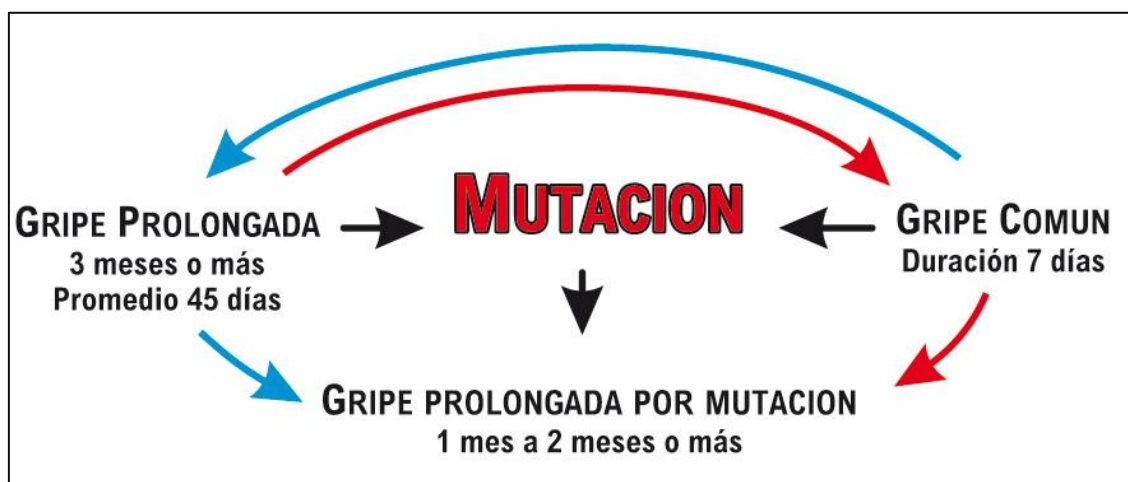 MUTACION
GRIPE PROLONGADA
3 meses o más
Promedio 45 días
GRIPE COMUN
Duración 7 días
GRIPE PROLONGADA POR MUTACION
1 mes a 2 meses o más